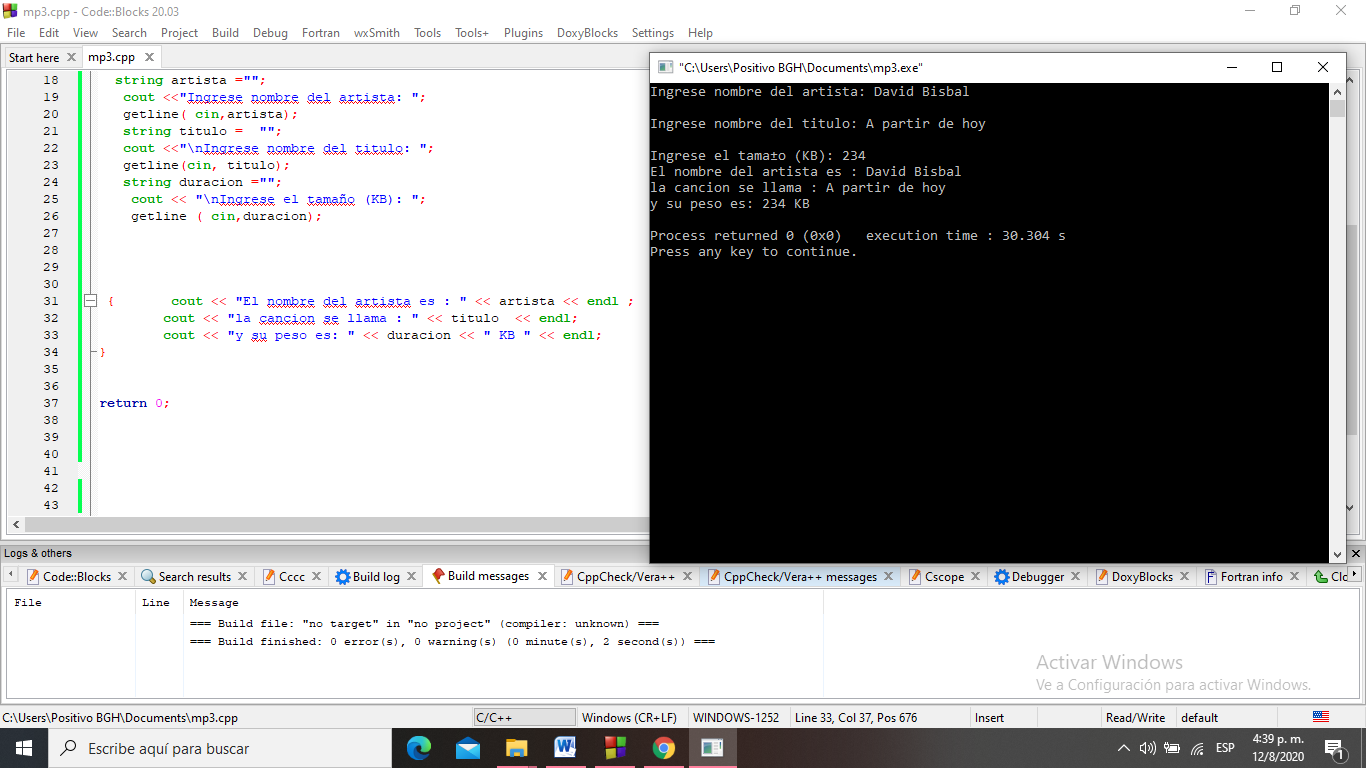 mp3.cpp - Code::Blocks 20.03
File Edit View Search Project Build Debug Fortran wxSmith Tools Tools+ Plugins DoxyBlocks Settings Help
Start here mp3.cpp
18 string artista ="";
19 cout <<"Ingrese nombre del artista: ";
20 getline( cin,artista);
21 string titulo = "";
22 cout <<"\nIngrese nombre del titulo: ";
23 getline(cin, titulo);
24 string duracion ="";
25 cout << "\nIngrese el tamaño (KB): ";
26 getline ( cin,duracion);
27
28
29
30
31 { cout << "El nombre del artista es : " << artista << endl ;
32 cout << "la cancion se llama : " << titulo << endl;
33 cout << "y su peso es: " << duracion << " KB " << endl;
34 }
35
36
37 return 0;
38
39
40
41
42
43
"C:\Users\Positivo BGH\Documents\mp3.exe"
Ingrese nombre del artista: David Bisbal
Ingrese nombre del titulo: A partir de hoy
Ingrese el tama±o (KB): 234
El nombre del artista es : David Bisbal
la cancion se llama : A partir de hoy
y su peso es: 234 KB
Process returned 0 (0x0) execution time : 30.304 s
Press any key to continue.
Logs & others
Code::Blocks Search results Cccc Build log Build messages CppCheck/Vera++ CppCheck/Vera++ messages Cscope Debugger DoxyBlocks Fortran info Clo
File Line Message
=== Build file: "no target" in "no project" (compiler: unknown) ===
=== Build finished: 0 error(s), 0 warning(s) (0 minute(s), 2 second(s)) ===
Activar Windows
Ve a Configuración para activar Windows.
C:\Users\Positivo BGH\Documents\mp3.cpp C/C++ Windows (CR+LF) WINDOWS-1252 Line 33, Col 37, Pos 676 Insert Read/Write default
Escribe aquí para buscar
ESP
4:39 p. m.
12/8/2020
1